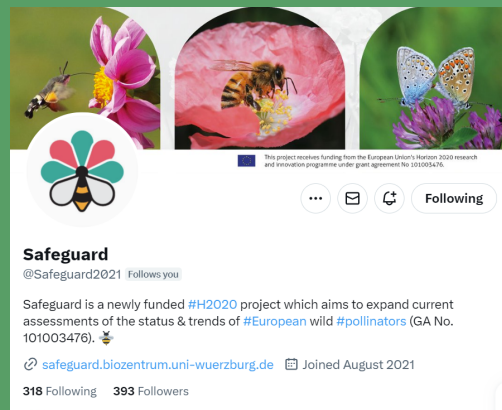 This project receives funding from the European Union's Horizon 2020 research
and innovation programme under grant agreement No 101003476.
Following
Safeguard
@Safeguard2021 Follows you
Safeguard is a newly funded #H2020 project which aims to expand current
assessments of the status & trends of #European wild #pollinators (GA No.
101003476).
safeguard.biozentrum.uni-wuerzburg.de Joined August 2021
318 Following 393 Followers